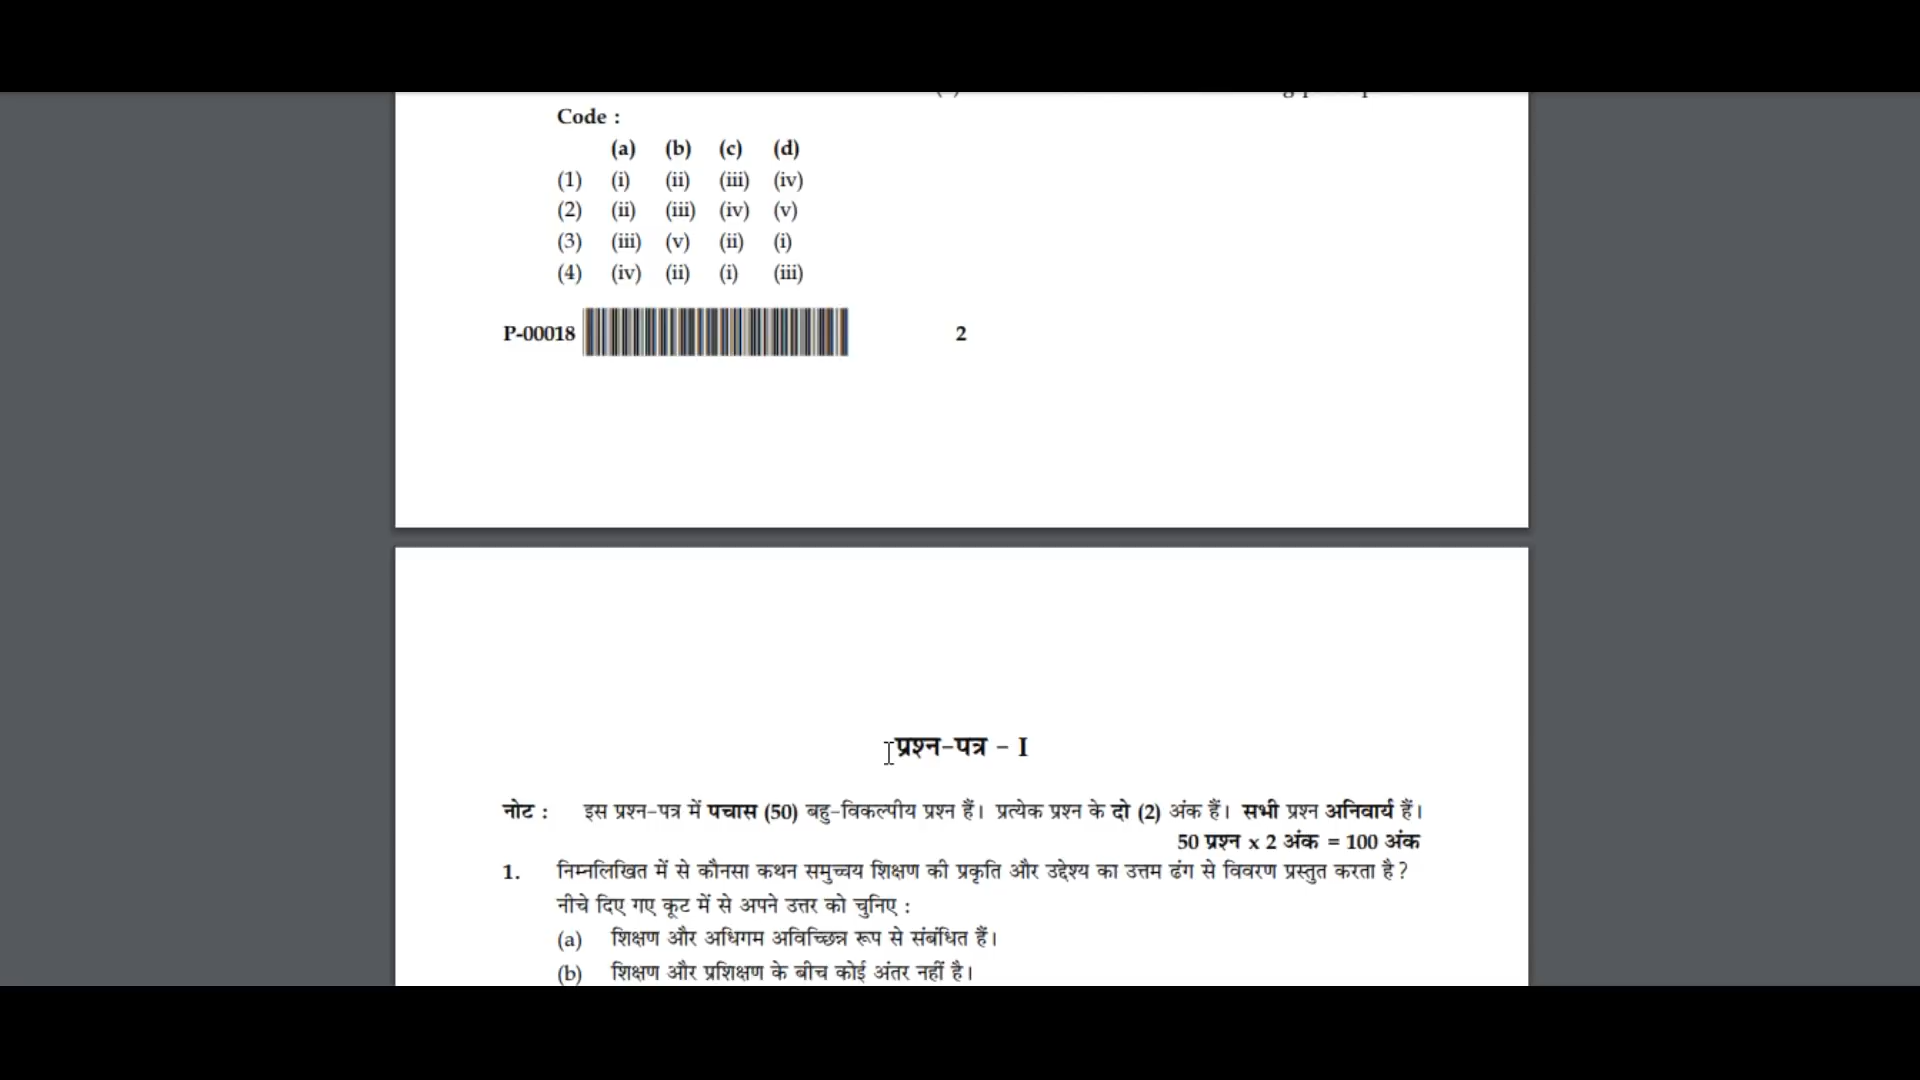 Code :
(a) (b) (c) (d)
(1) (i) (ii) (iii) (iv)
(2) (ii) (iii) (iv) (v)
(3) (iii) (v) (ii) (i)
(4) (iv) (ii) (i) (iii)
P-00018 2
प्रश्न-पत्र - I
नोट : इस प्रश्न-पत्र में पचास (50) बहु-विकल्पीय प्रश्न हैं। प्रत्येक प्रश्न के दो (2) अंक हैं। सभी प्रश्न अनिवार्य हैं।
50 प्रश्न x 2 अंक = 100 अंक
1. निम्नलिखित में से कौनसा कथन समुच्चय शिक्षण की प्रकृति और उद्देश्य का उत्तम ढंग से विवरण प्रस्तुत करता है?
नीचे दिए गए कूट में से अपने उत्तर को चुनिए :
(a) शिक्षण और अधिगम अविच्छिन्न रूप से संबंधित हैं।
(b) शिक्षण और प्रशिक्षण के बीच कोई अंतर नहीं है।